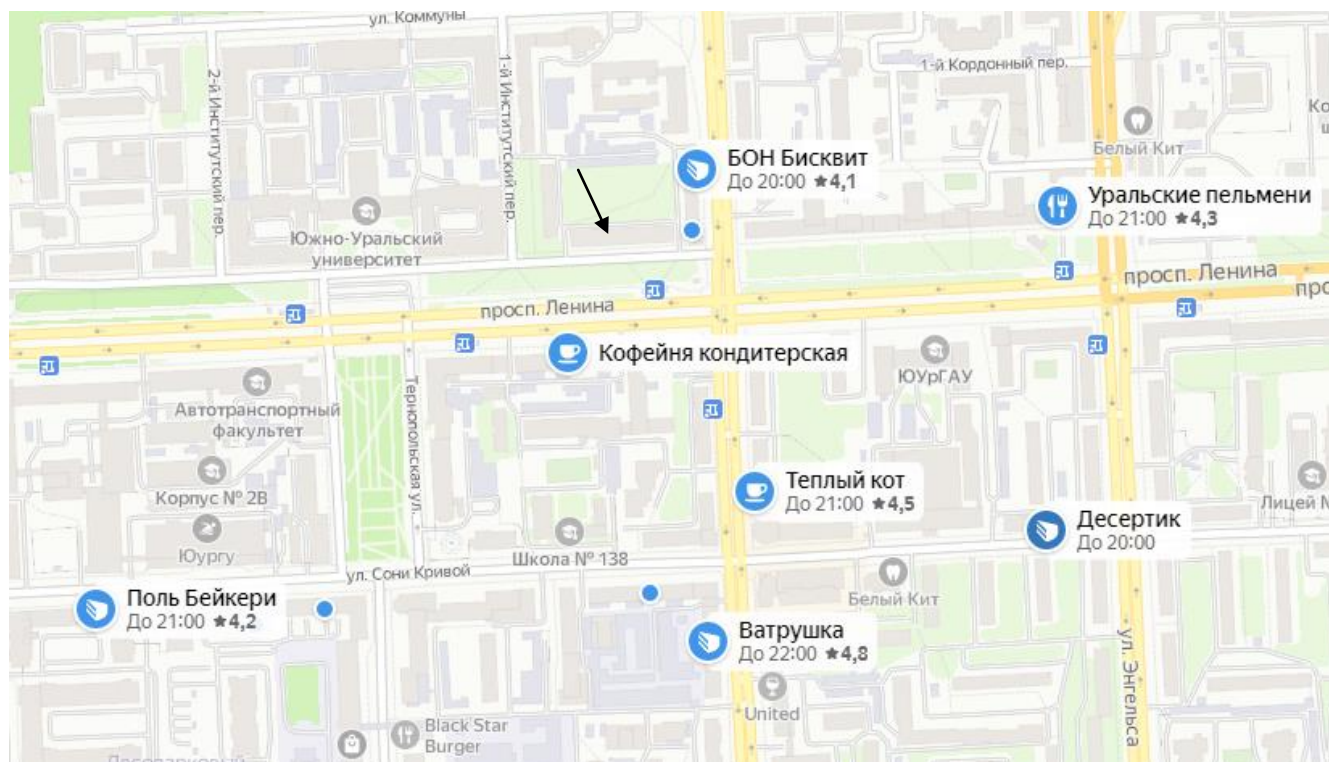 ул. Коммуны
1-й Кордонный пер.
2-й Институтский пер.
1-й Институтский пер.
Белый Кит
БОН Бисквит
До 20:00 ★4,1
Уральские пельмени
До 21:00 ★4,3
Южно-Уральский
университет
просп. Ленина
просп. Ленина
Кофейня кондитерская
ЮУрГАУ
Автотранспортный
факультет
Тернопольская ул.
Корпус № 2В
Теплый кот
До 21:00 ★4,5
Лицей №
Десертик
До 20:00
Юургу
Школа № 138
ул. Сони Кривой
Белый Кит
Поль Бейкери
До 21:00 ★4,2
Ватрушка
До 22:00 ★4,8
ул. Энгельса
United
Black Star
Burger